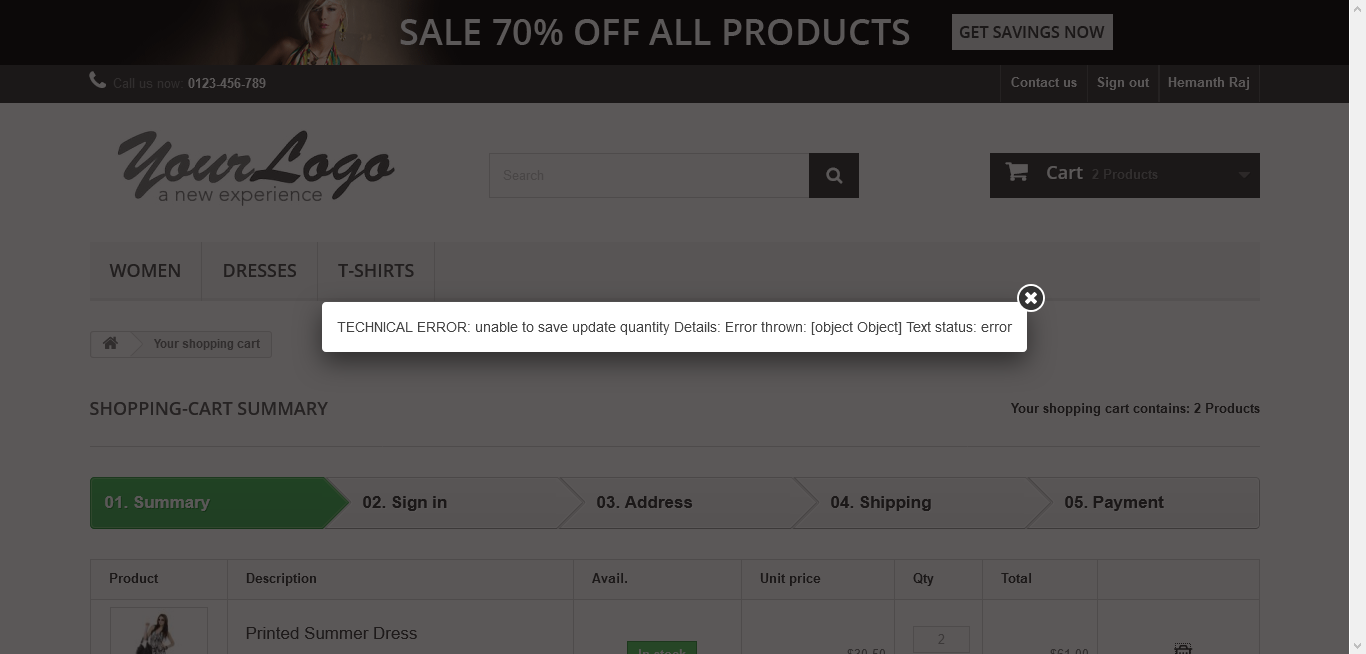 SALE 70% OFF ALL PRODUCTS
GET SAVINGS NOW
Call us now: 0123-456-789
Contact us
Sign out
Hemanth Raj
YourLogo
a new experience
Search
Cart 2 Products
WOMEN
DRESSES
T-SHIRTS
TECHNICAL ERROR: unable to save update quantity Details: Error thrown: [object Object] Text status: error
Your shopping cart
SHOPPING-CART SUMMARY
Your shopping cart contains: 2 Products
01. Summary
02. Sign in
03. Address
04. Shipping
05. Payment
Product
Description
Avail.
Unit price
Qty
Total
Printed Summer Dress
2
In stock